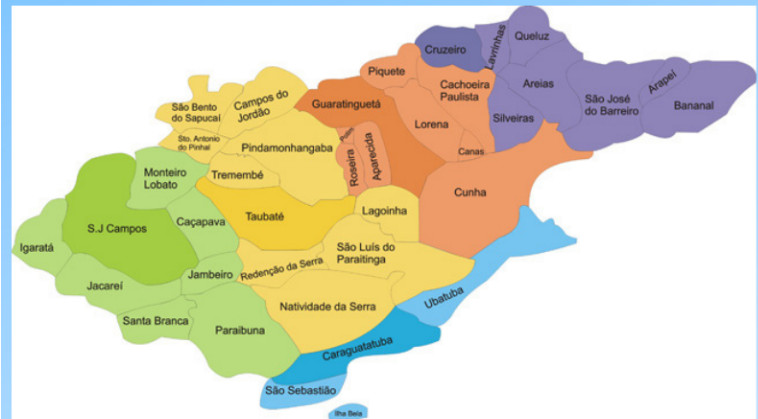 Queluz
Lavrinhas
Cruzeiro
Piquete
Cachoeira
Paulista
Areias
Arapeí
São José
do Barreiro
Bananal
Silveiras
Guaratinguetá
Lorena
Canas
Campos do
Jordão
São Bento
do Sapucaí
Sto. Antonio
do Pinhal
Pindamonhangaba
Potim
Roseira
Aparecida
Cunha
Monteiro
Lobato
Tremembé
Taubaté
Lagoinha
Caçapava
S.J Campos
Igaratá
São Luís do
Paraitinga
Redenção da Serra
Jambeiro
Jacareí
Natividade da Serra
Ubatuba
Santa Branca
Paraibuna
Caraguatatuba
São Sebastião
Ilha Bela